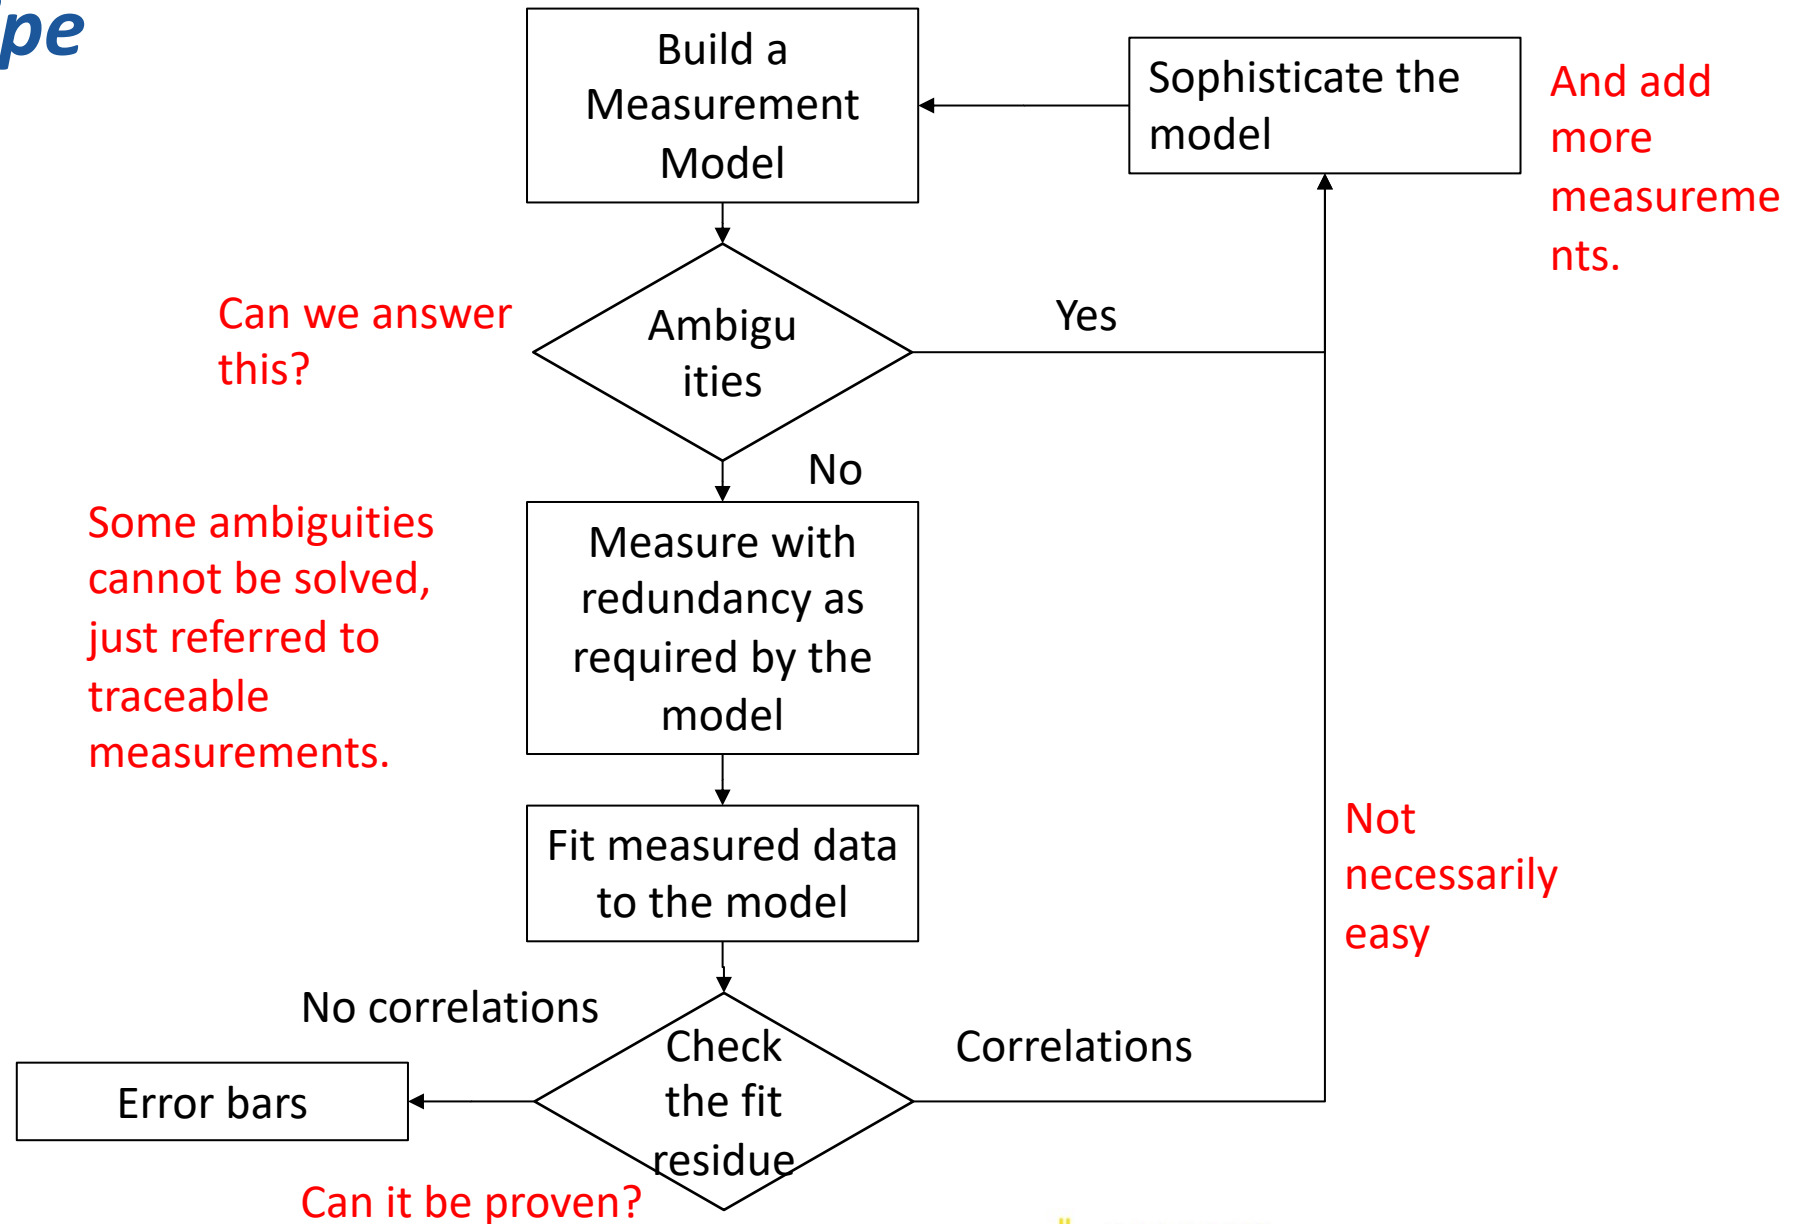 ipe
Build a
Measurement
Model
Sophisticate the
model
And add
more
measureme
nts.
Can we answer
this?
Ambigu
ities
Yes
No
Some ambiguities
cannot be solved,
just referred to
traceable
measurements.
Measure with
redundancy as
required by the
model
Fit measured data
to the model
Not
necessarily
easy
No correlations
Check
the fit
residue
Correlations
Error bars
Can it be proven?